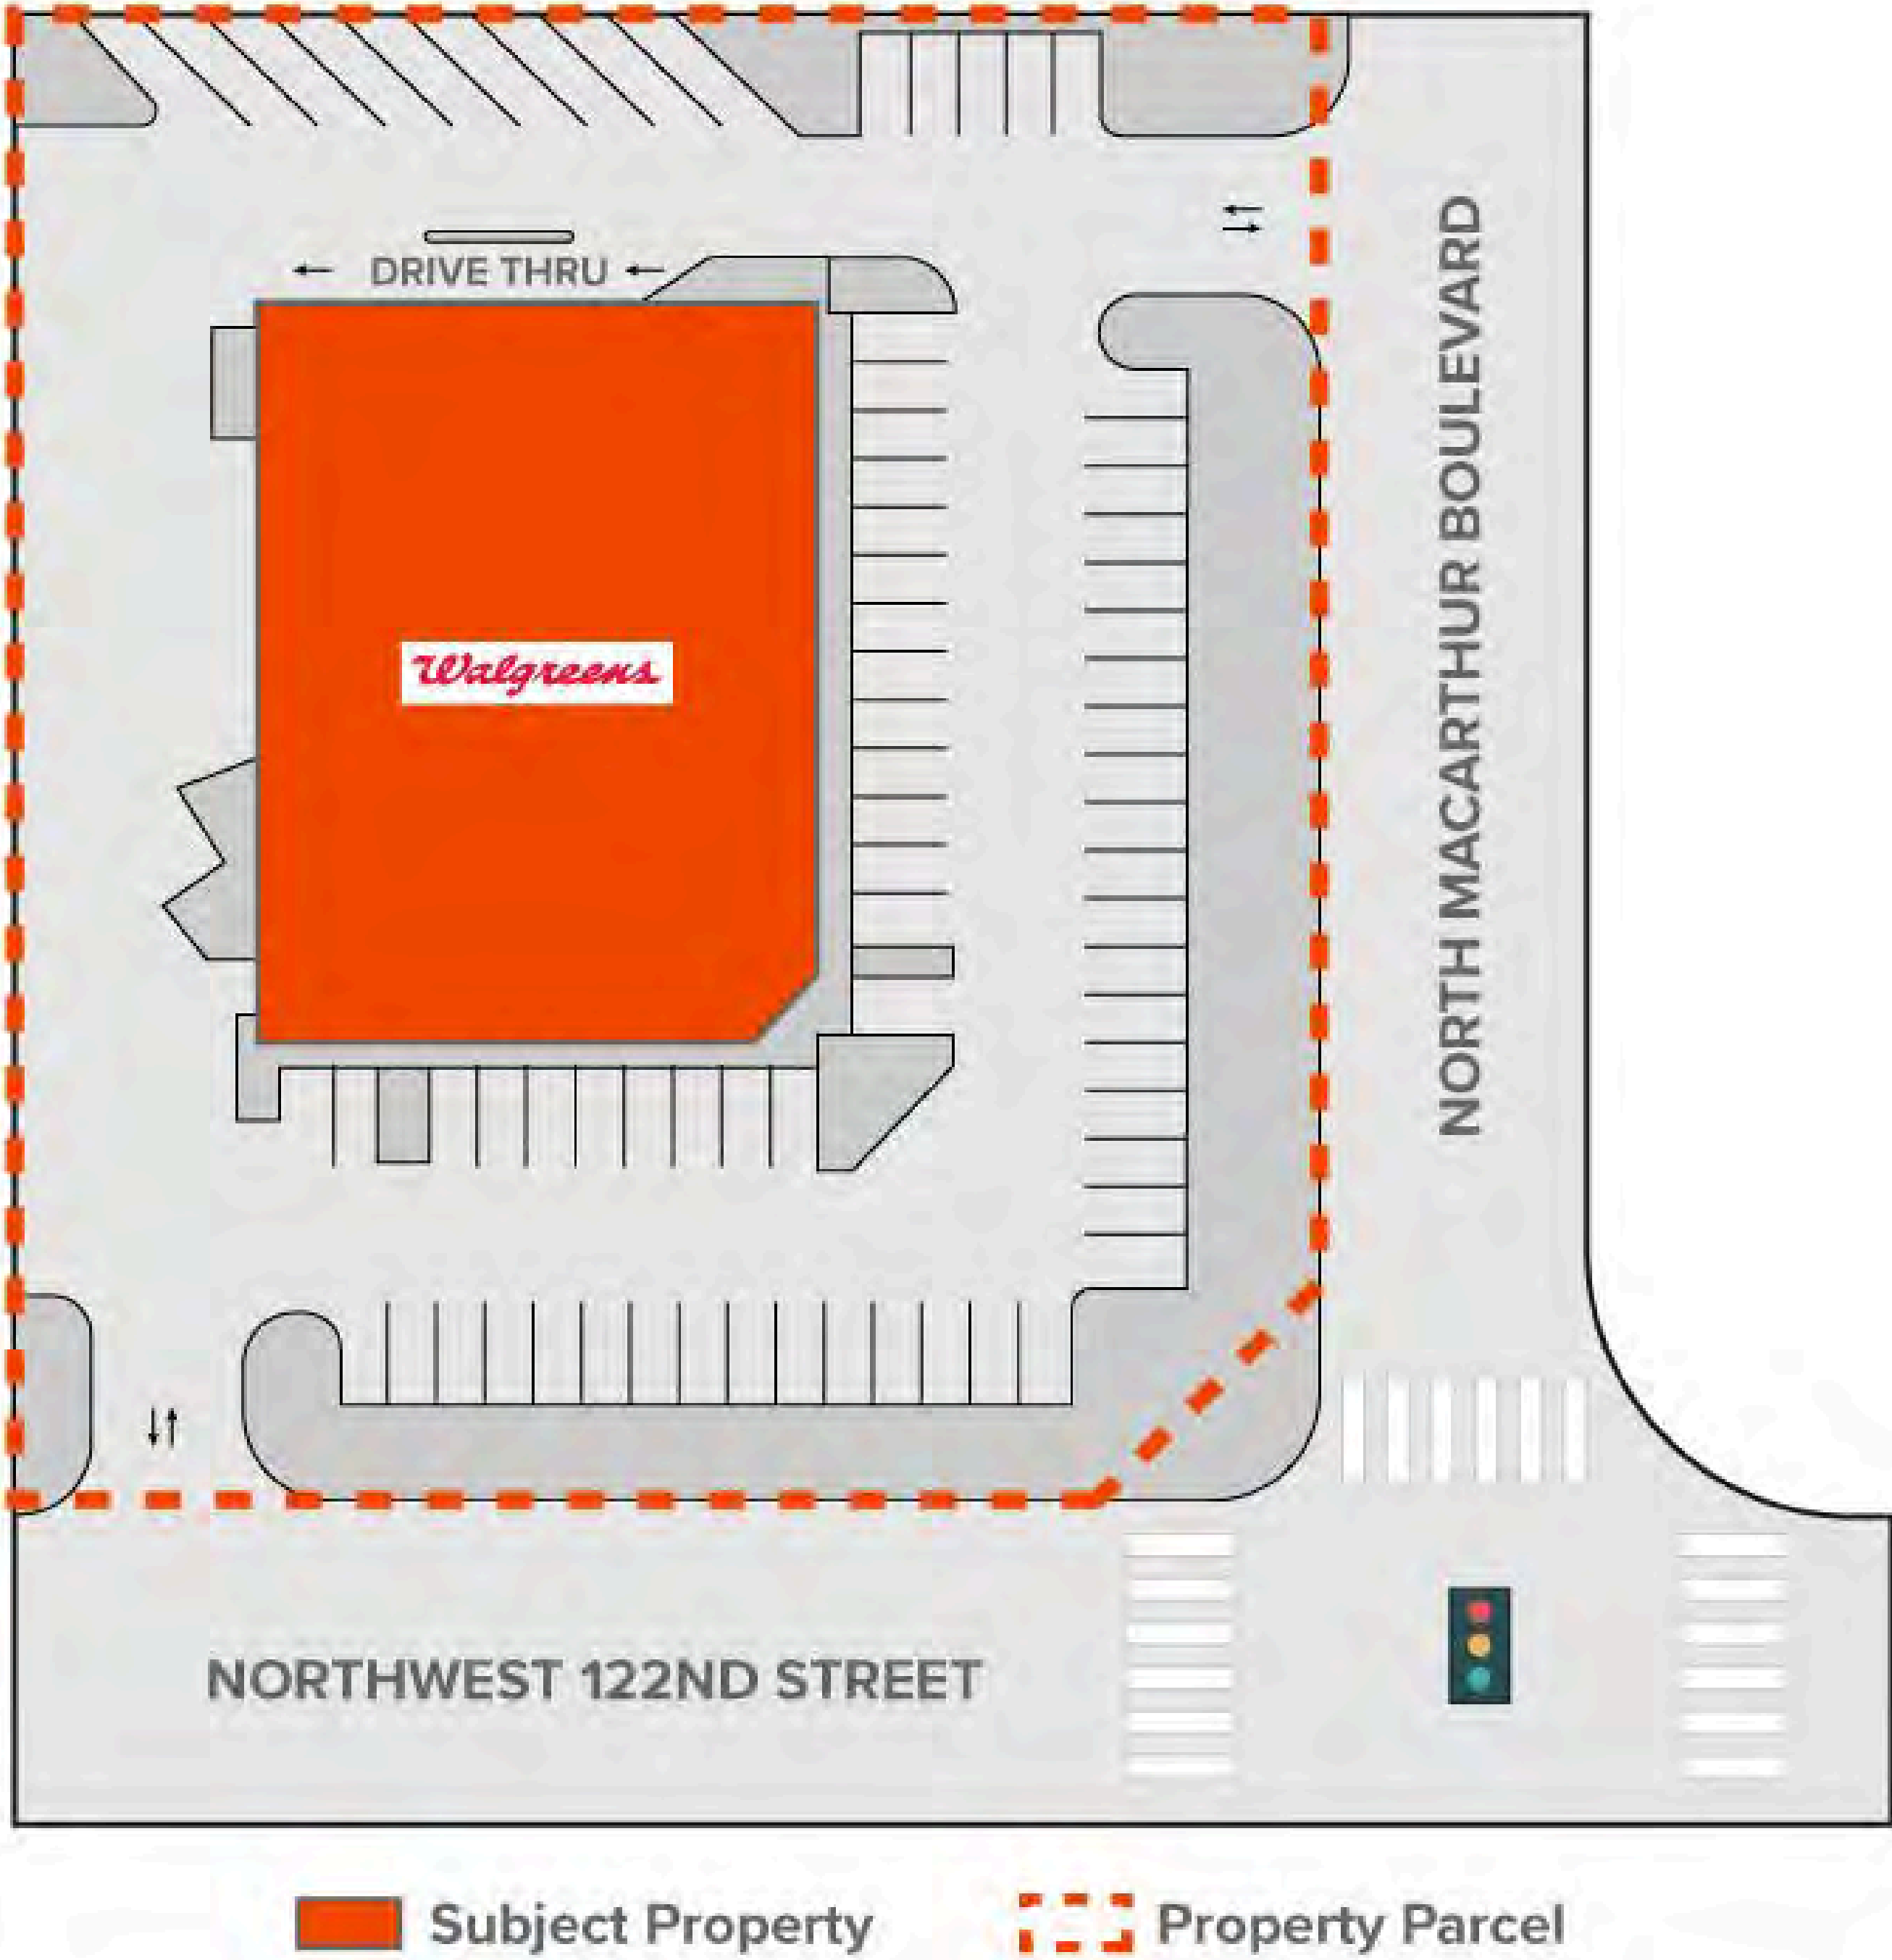 DRIVE THRU
Walgreens
NORTH MACARTHUR BOULEVARD
NORTHWEST 122ND STREET
Subject Property
Property Parcel